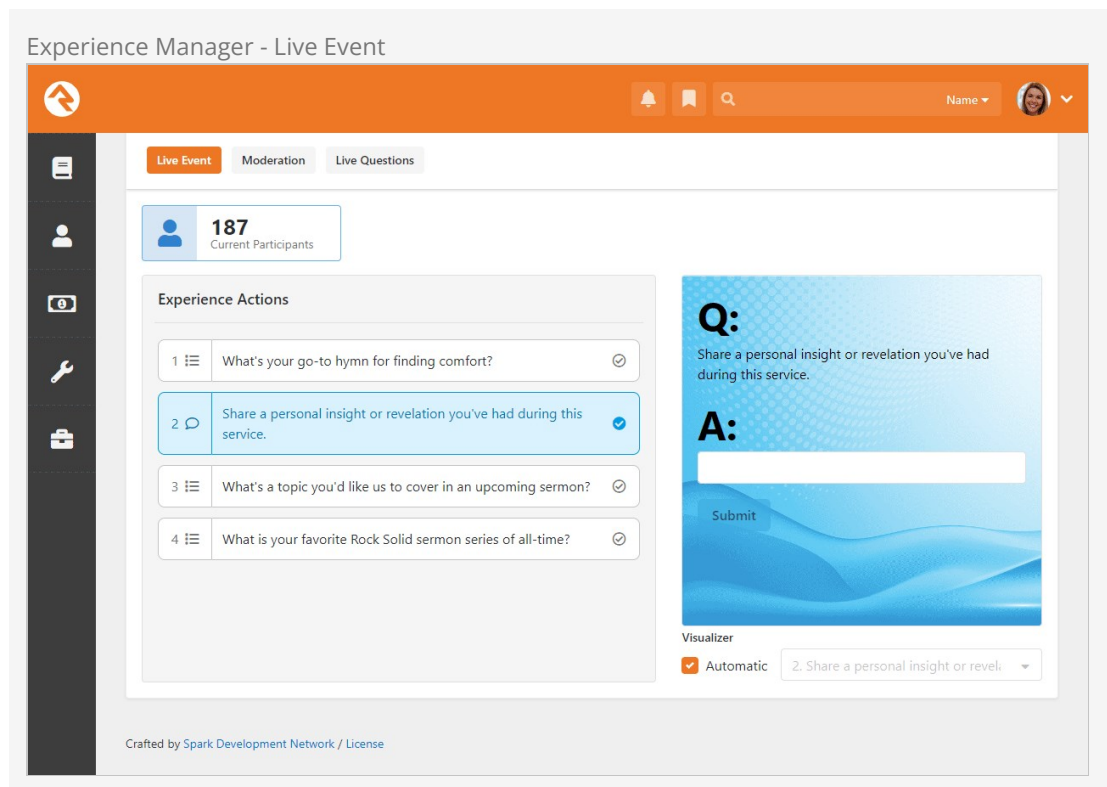 Experience Manager - Live Event
Name
Live Event
Moderation
Live Questions
187
Current Participants
Experience Actions
1
What's your go-to hymn for finding comfort?
2
Share a personal insight or revelation you've had during this
service.
3
What's a topic you'd like us to cover in an upcoming sermon?
4
What is your favorite Rock Solid sermon series of all-time?
Q:
Share a personal insight or revelation you've had
during this service.
A:
Submit
Visualizer
Automatic
2. Share a personal insight or revela
Crafted by Spark Development Network / License